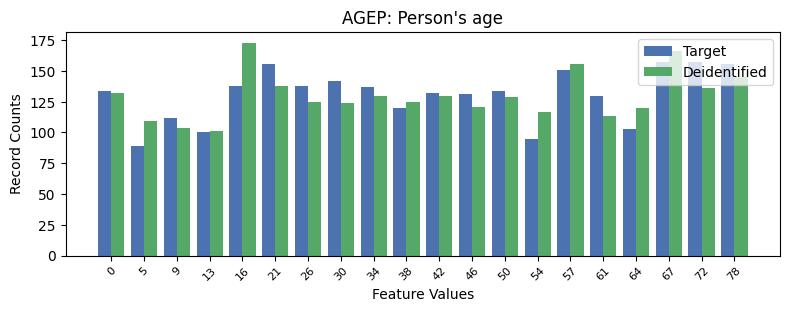 AGEP: Person's age
Target
Deidentified
Record Counts
175
150
125
100
75
50
25
0
0 5 9 13 16 21 26 30 34 38 42 46 50 54 57 61 64 67 72 78
Feature Values